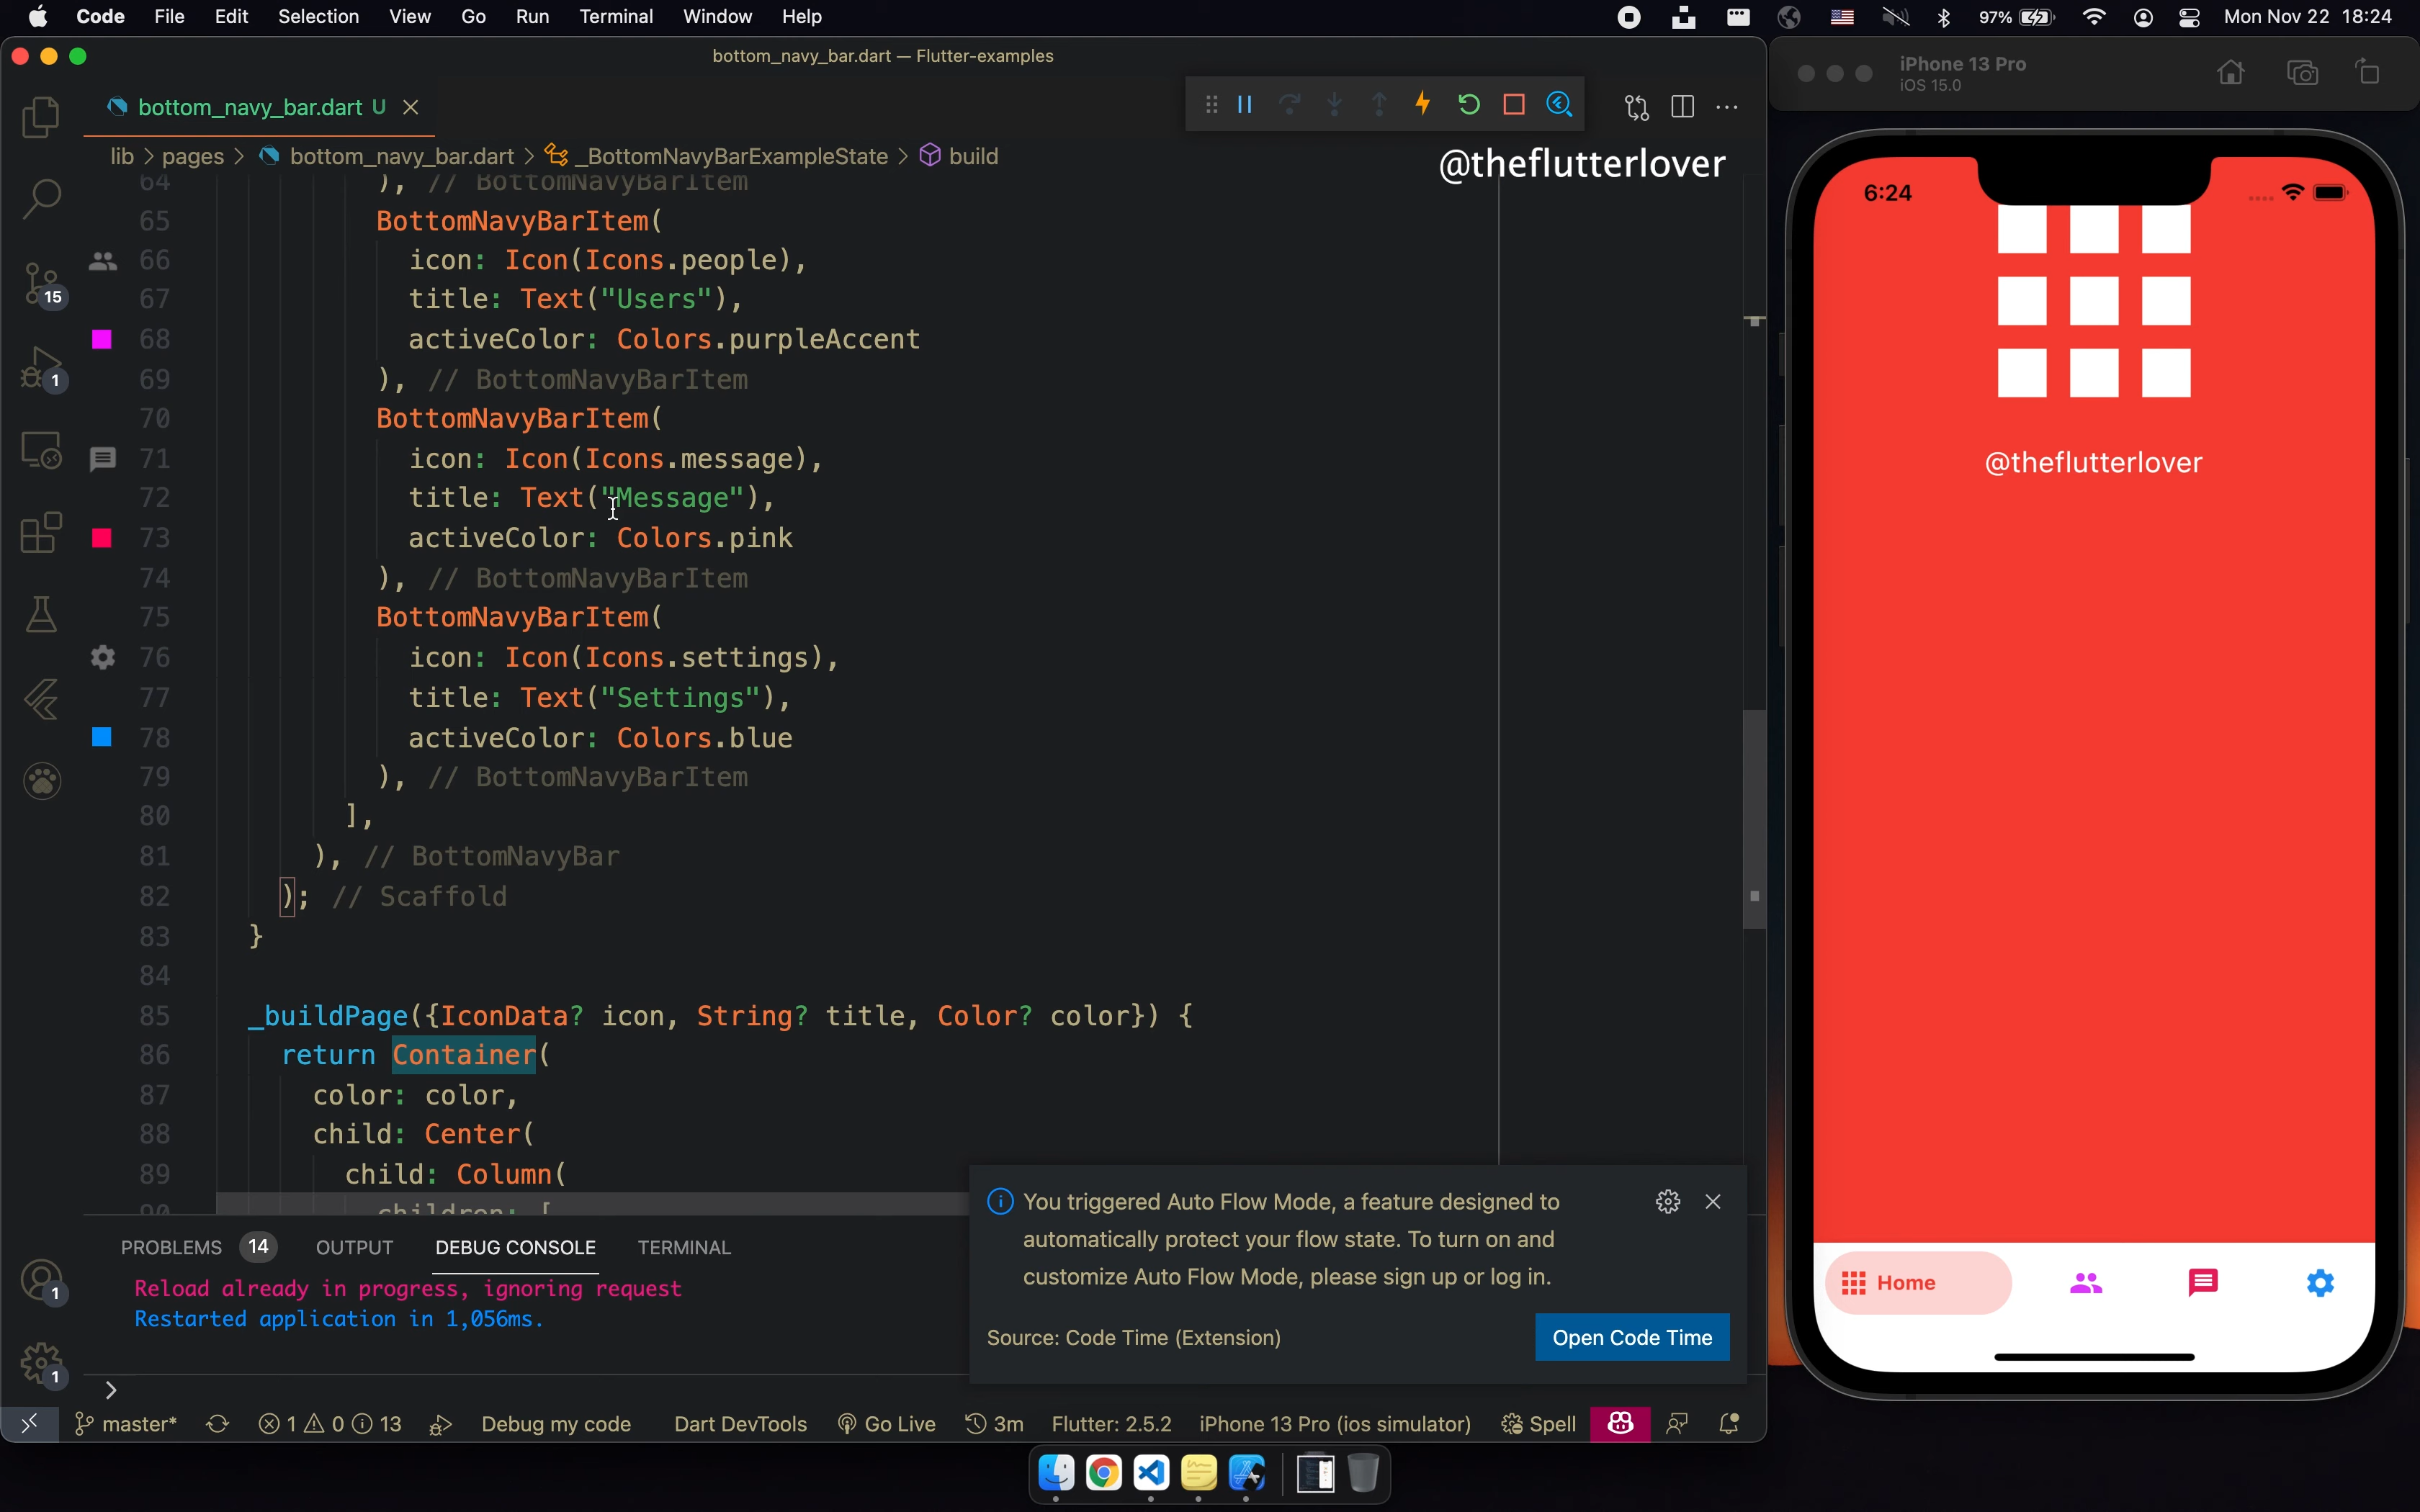 Code File Edit Selection View Go Run Terminal Window Help
97% Mon Nov 22 18:24
bottom_navy_bar.dart — Flutter-examples
iPhone 13 Pro
iOS 15.0
bottom_navy_bar.dart U
lib > pages > bottom_navy_bar.dart > _BottomNavyBarExampleState > build
@theflutterlover
64 ), // BottomNavyBarItem
65 BottomNavyBarItem(
66 icon: Icon(Icons.people),
67 title: Text("Users"),
68 activeColor: Colors.purpleAccent
69 ), // BottomNavyBarItem
70 BottomNavyBarItem(
71 icon: Icon(Icons.message),
72 title: Text("Message"),
73 activeColor: Colors.pink
74 ), // BottomNavyBarItem
75 BottomNavyBarItem(
76 icon: Icon(Icons.settings),
77 title: Text("Settings"),
78 activeColor: Colors.blue
79 ), // BottomNavyBarItem
80 ],
81 ), // BottomNavyBar
82 ); // Scaffold
83 }
84
85 _buildPage({IconData? icon, String? title, Color? color}) {
86 return Container(
87 color: color,
88 child: Center(
89 child: Column(
90 children: [
15
1
1
1
PROBLEMS 14 OUTPUT DEBUG CONSOLE TERMINAL
Reload already in progress, ignoring request
Restarted application in 1,056ms.
>
You triggered Auto Flow Mode, a feature designed to
automatically protect your flow state. To turn on and
customize Auto Flow Mode, please sign up or log in.
Source: Code Time (Extension)
Open Code Time
master* 1 0 13 Debug my code Dart DevTools Go Live 3m Flutter: 2.5.2 iPhone 13 Pro (ios simulator) Spell
6:24
@theflutterlover
Home